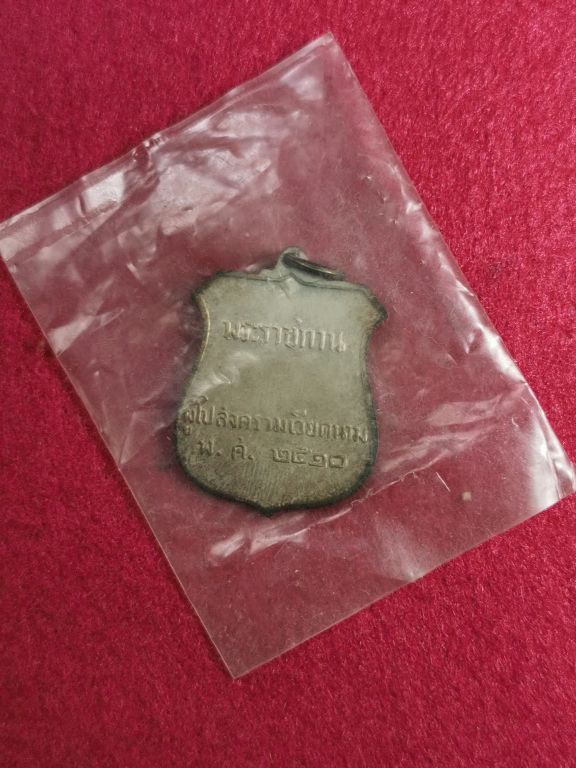 พระราชทาน
ผู้ไปสงครามเวียดนาม
พ.ศ. ๒๕๑๐